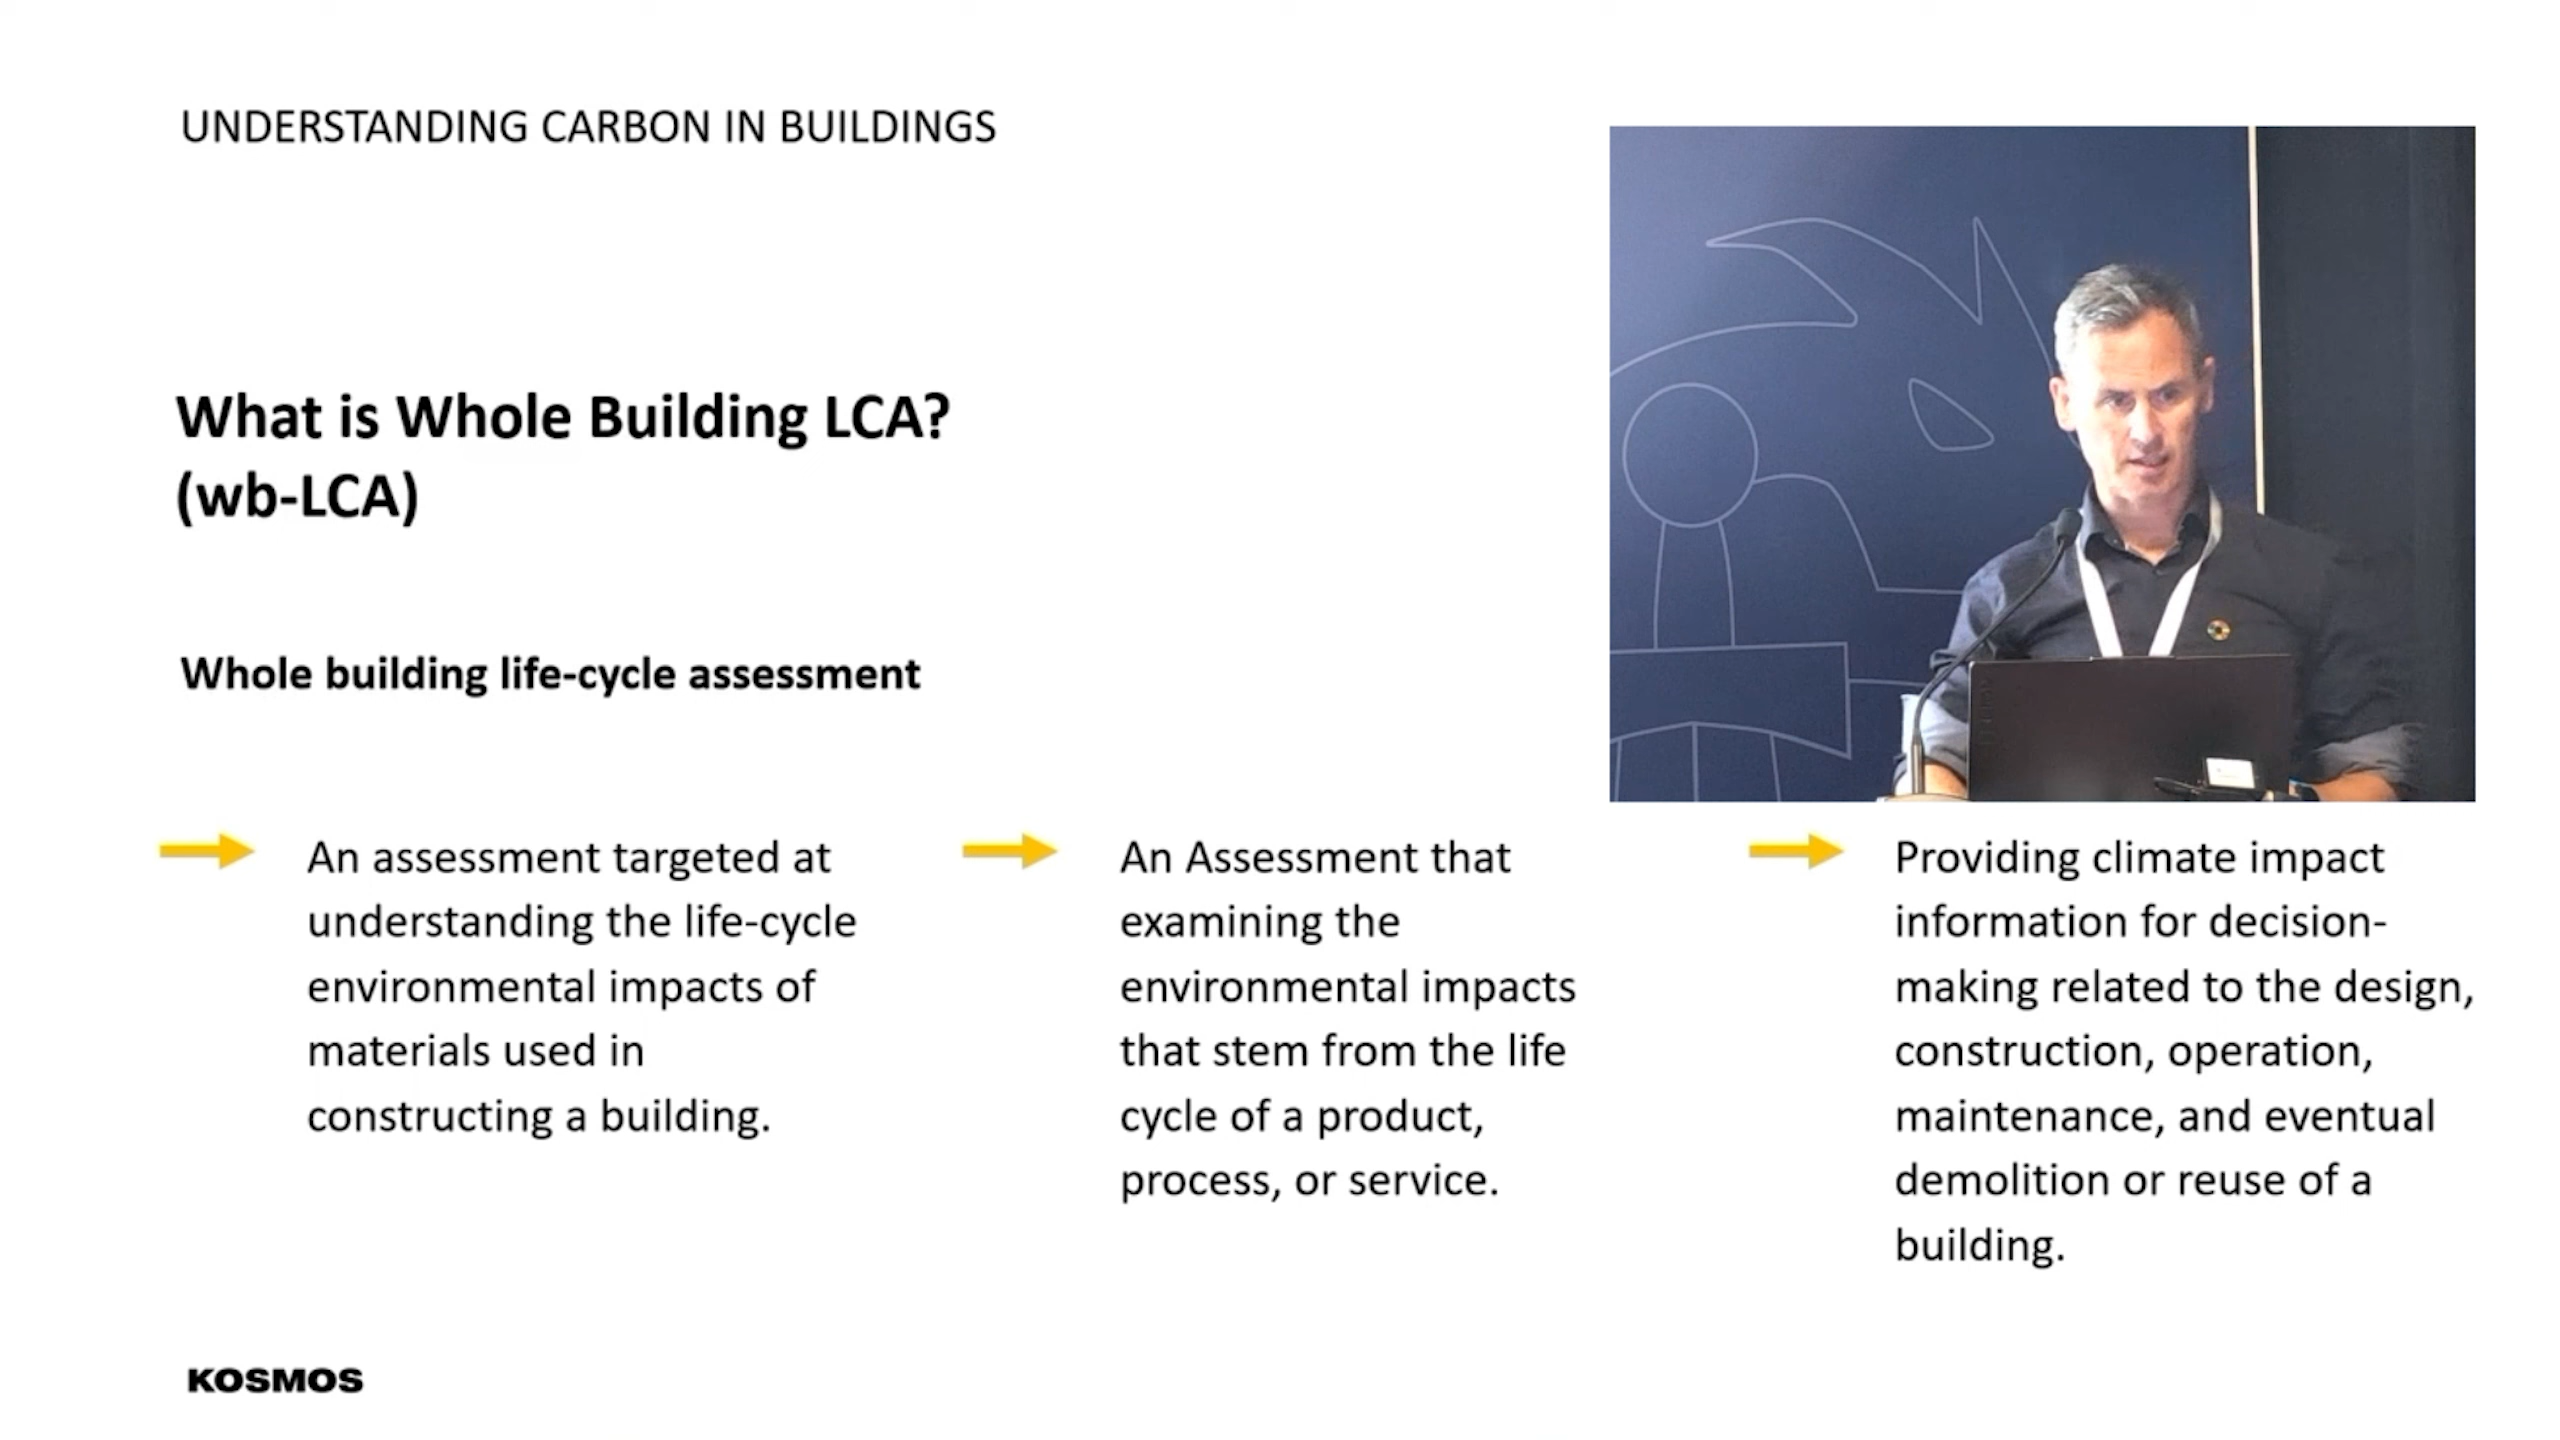 UNDERSTANDING CARBON IN BUILDINGS
What is Whole Building LCA?
(wb-LCA)
Whole building life-cycle assessment
An assessment targeted at
understanding the life-cycle
environmental impacts of
materials used in
constructing a building.
An Assessment that
examining the
environmental impacts
that stem from the life
cycle of a product,
process, or service.
Providing climate impact
information for decision-
making related to the design,
construction, operation,
maintenance, and eventual
demolition or reuse of a
building.
KOSMOS